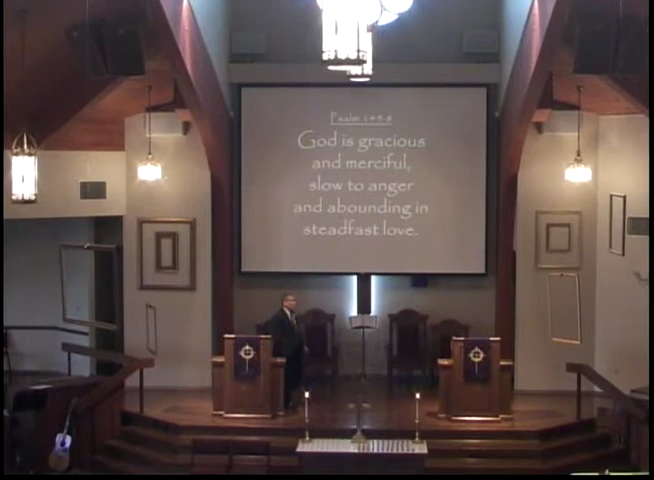 Psalm 145:8
God is gracious
and merciful,
slow to anger
and abounding in
steadfast love.